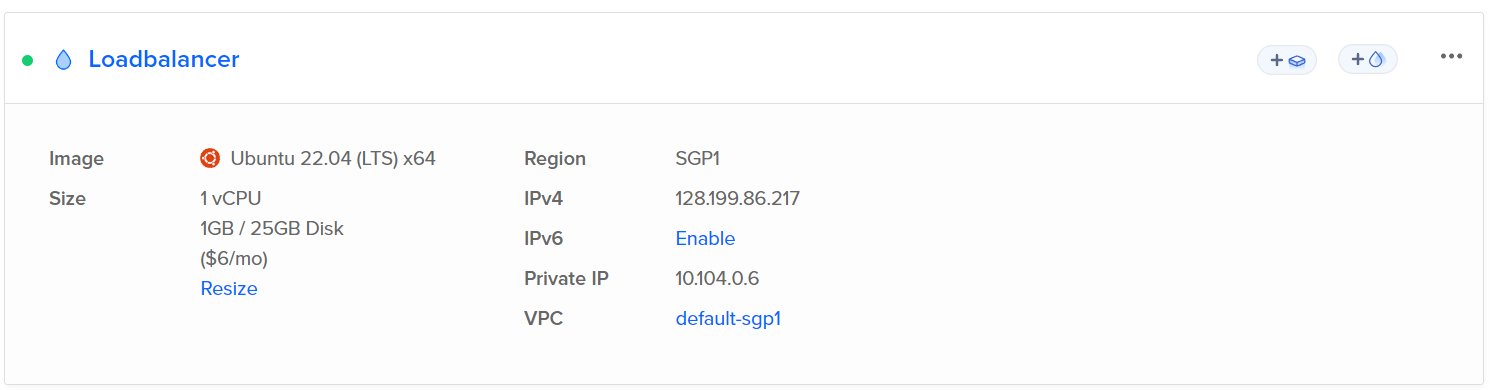 Loadbalancer
Image
Ubuntu 22.04 (LTS) x64
Size
1 vCPU
1GB / 25GB Disk
($6/mo)
Resize
Region
SGP1
IPv4
128.199.86.217
IPv6
Enable
Private IP
10.104.0.6
VPC
default-sgp1